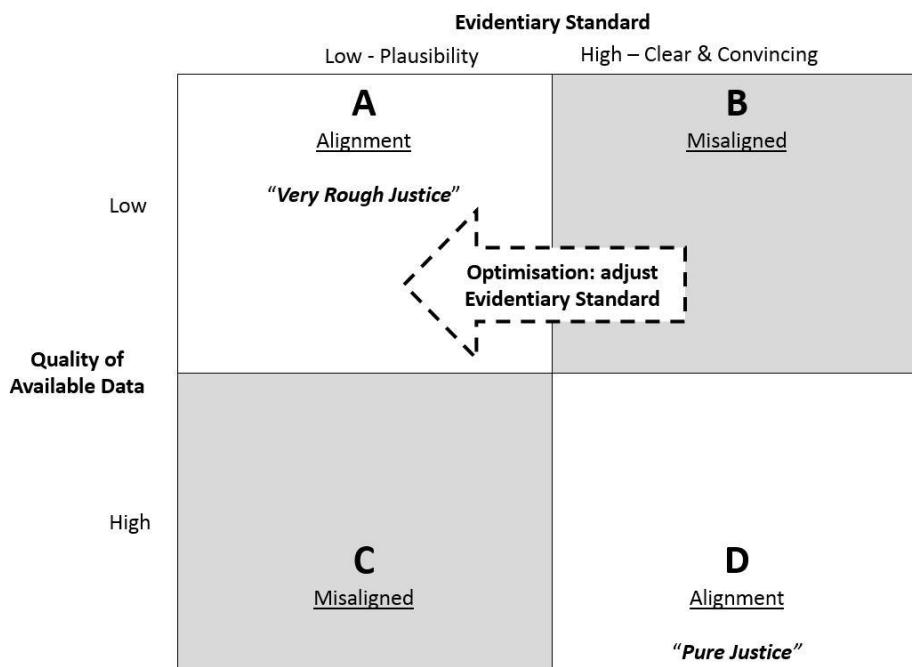 Evidentiary Standard
Low - Plausibility
High – Clear & Convincing
A
B
Alignment
Misaligned
“Very Rough Justice”
Low
Optimisation: adjust
Evidentiary Standard
Quality of
Available Data
High
C
D
Misaligned
Alignment
“Pure Justice”